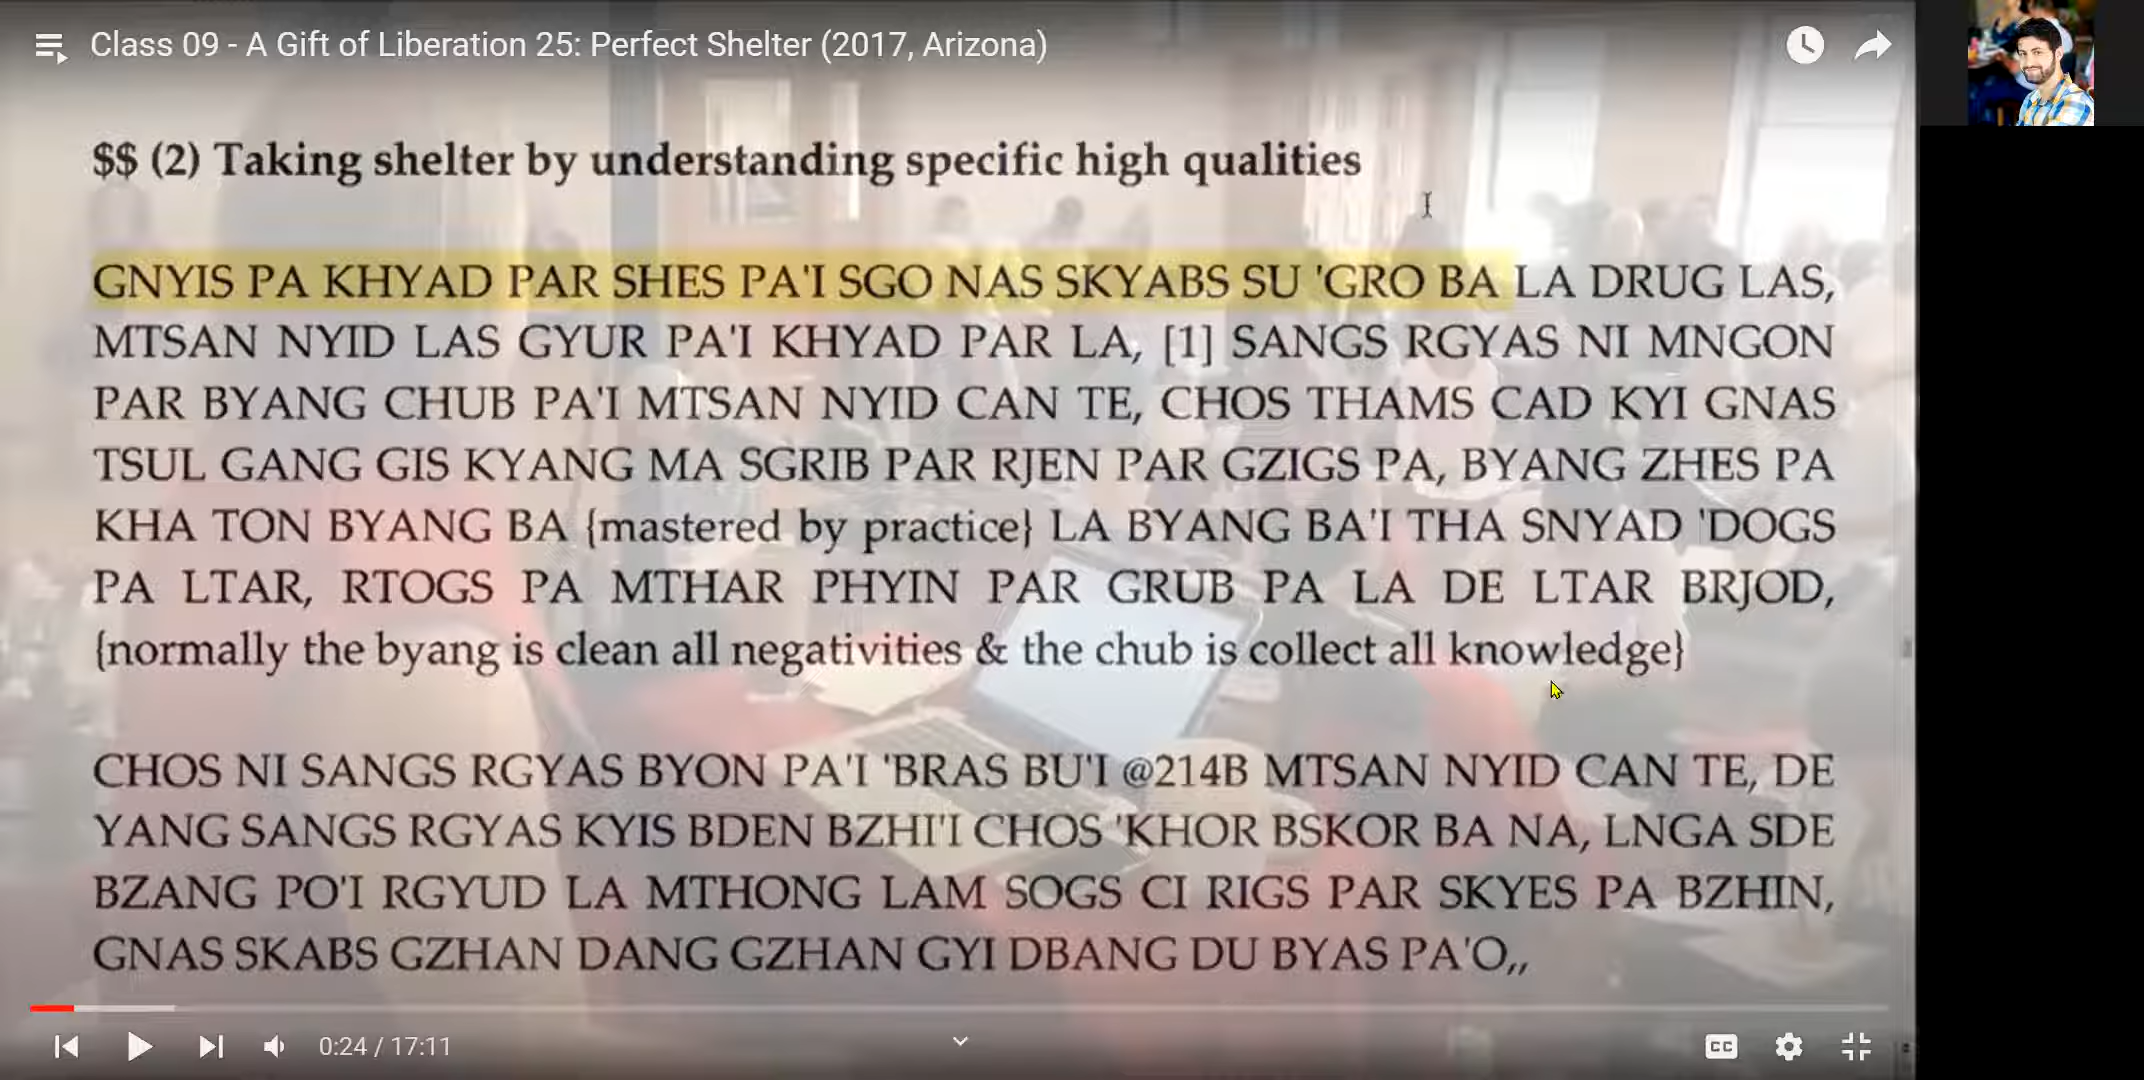 Class 09 - A Gift of Liberation 25: Perfect Shelter (2017, Arizona)
$$ (2) Taking shelter by understanding specific high qualities
GNYIS PA KHYAD PAR SHES PA'I SGO NAS SKYABS SU 'GRO BA LA DRUG LAS,
MTSAN NYID LAS GYUR PA'I KHYAD PAR LA, [1] SANGS RGYAS NI MNGON
PAR BYANG CHUB PA'I MTSAN NYID CAN TE, CHOS THAMS CAD KYI GNAS
TSUL GANG GIS KYANG MA SGRIB PAR RJEN PAR GZIGS PA, BYANG ZHES PA
KHA TON BYANG BA {mastered by practice} LA BYANG BA'I THA SNYAD 'DOGS
PA LTAR, RTOGS PA MTHAR PHYIN PAR GRUB PA LA DE LTAR BRJOD,
{normally the byang is clean all negativities & the chub is collect all knowledge}
CHOS NI SANGS RGYAS BYON PA'I 'BRAS BU'I @214B MTSAN NYID CAN TE, DE
YANG SANGS RGYAS KYIS BDEN BZHI'I CHOS 'KHOR BSKOR BA NA, LNGA SDE
BZANG PO'I RGYUD LA MTHONG LAM SOGS CI RIGS PAR SKYES PA BZHIN,
GNAS SKABS GZHAN DANG GZHAN GYI DBANG DU BYAS PA'O,,
0:24 / 17:11
CC